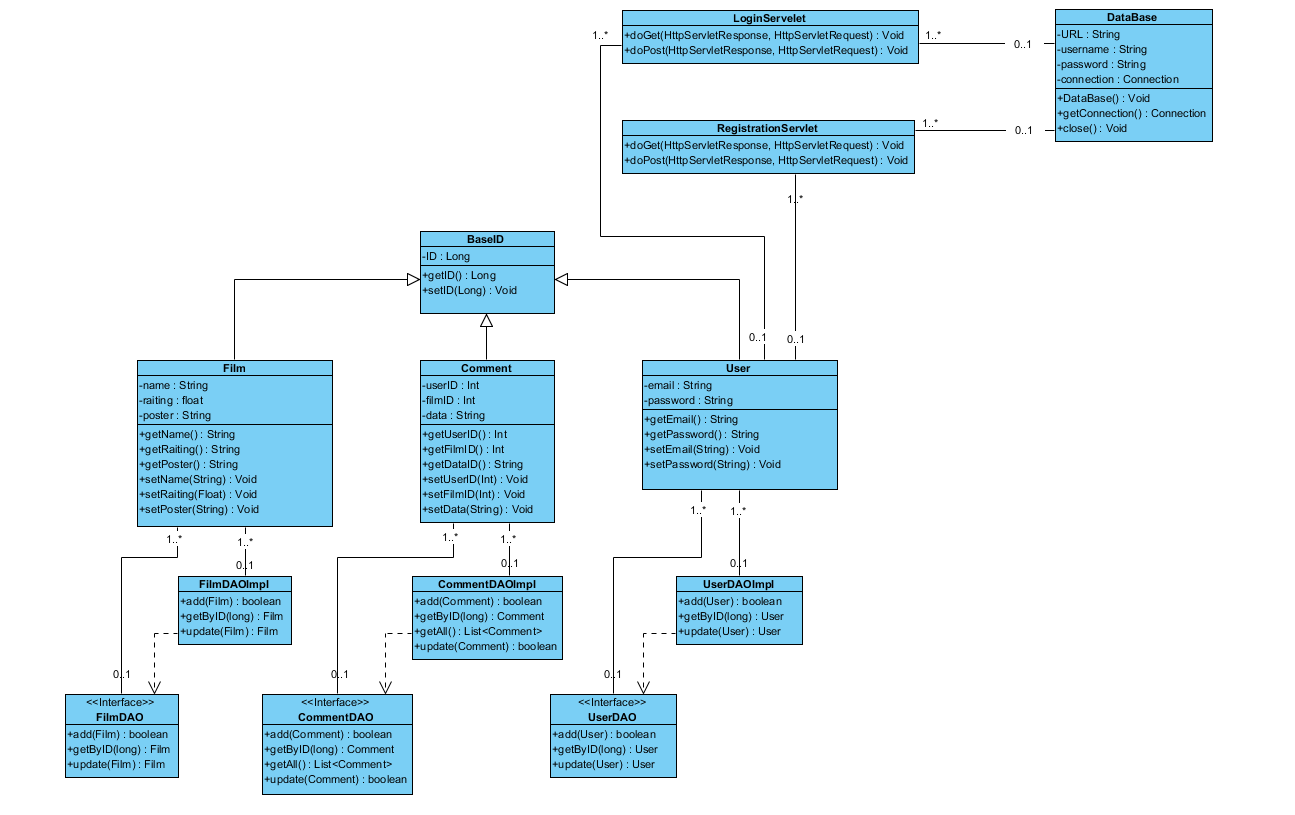 LoginServelet
+doGet(HttpServletResponse, HttpServletRequest) : Void
+doPost(HttpServletResponse, HttpServletRequest) : Void
1..*
1..*
0..1
DataBase
-URL : String
-username : String
-password : String
-connection : Connection
+DataBase() : Void
+getConnection() : Connection
+close() : Void
RegistrationServlet
+doGet(HttpServletResponse, HttpServletRequest) : Void
+doPost(HttpServletResponse, HttpServletRequest) : Void
1..*
0..1
1..*
BaseID
-ID : Long
+getID() : Long
+setID(Long) : Void
0..1
0..1
Film
-name : String
-raiting : float
-poster : String
+getName() : String
+getRaiting() : String
+getPoster() : String
+setName(String) : Void
+setRaiting(Float) : Void
+setPoster(String) : Void
Comment
-userID : Int
-filmID : Int
-data : String
+getUserID() : Int
+getFilmID() : Int
+getDataID() : String
+setUserID(Int) : Void
+setFilmID(Int) : Void
+setData(String) : Void
User
-email : String
-password : String
+getEmail() : String
+getPassword() : String
+setEmail(String) : Void
+setPassword(String) : Void
1..*
1..*
0..1
1..*
1..*
0..1
1..*
1..*
0..1
FilmDAOImpl
+add(Film) : boolean
+getByID(long) : Film
+update(Film) : Film
CommentDAOImpl
+add(Comment) : boolean
+getByID(long) : Comment
+getAll() : List<Comment>
+update(Comment) : boolean
UserDAOImpl
+add(User) : boolean
+getByID(long) : User
+update(User) : User
0..1
0..1
0..1
<<Interface>>
FilmDAO
+add(Film) : boolean
+getByID(long) : Film
+update(Film) : Film
<<Interface>>
CommentDAO
+add(Comment) : boolean
+getByID(long) : Comment
+getAll() : List<Comment>
+update(Comment) : boolean
<<Interface>>
UserDAO
+add(User) : boolean
+getByID(long) : User
+update(User) : User